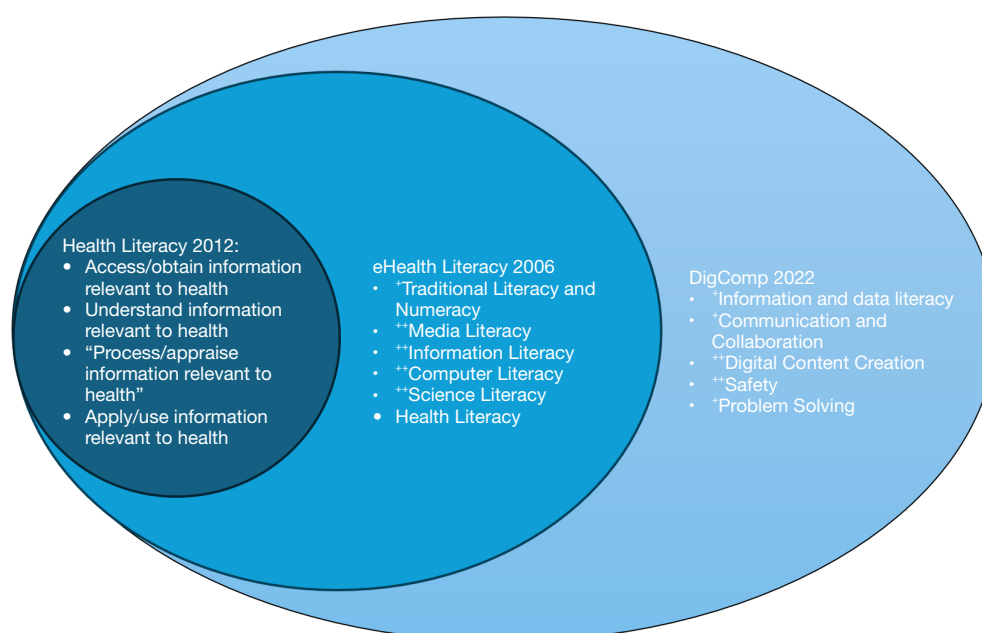 Health Literacy 2012:
• Access/obtain information
relevant to health
• Understand information
relevant to health
• “Process/appraise
information relevant to
health”
• Apply/use information
relevant to health
eHealth Literacy 2006
• ⁺Traditional Literacy and
Numeracy
• ⁺⁺Media Literacy
• ⁺⁺Information Literacy
• ⁺⁺Computer Literacy
• ⁺⁺Science Literacy
• Health Literacy
DigComp 2022
• ⁺Information and data literacy
• ⁺Communication and
Collaboration
• ⁺⁺Digital Content Creation
• ⁺⁺Safety
• ⁺Problem Solving